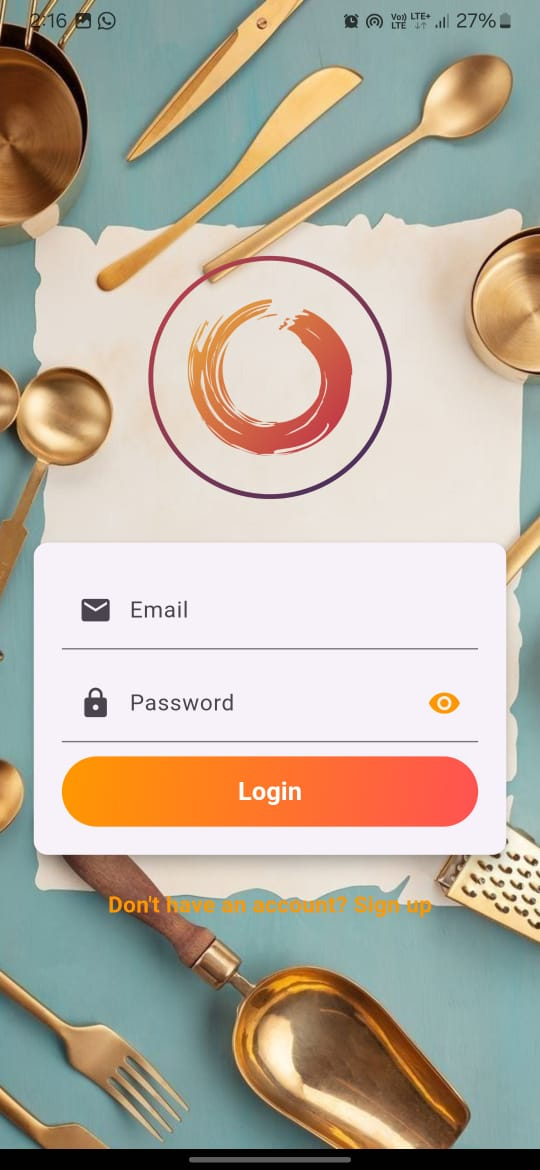 2:16 Vo)) LTE LTE+ 27%
Email
Password
Login
Don't have an account? Sign up